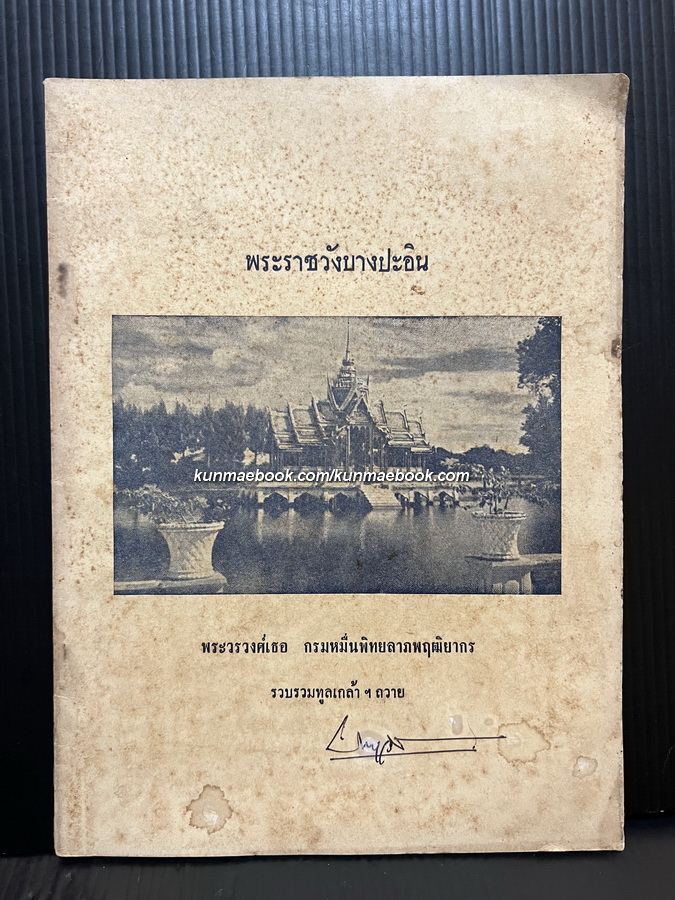 พระราชวังบางปะอิน
kunmaebook.com/kunmaebook.com
พระวรวงศ์เธอ กรมหมื่นพิทยลาภพฤฒิยากร
รวบรวมทูลเกล้า ฯ ถวาย